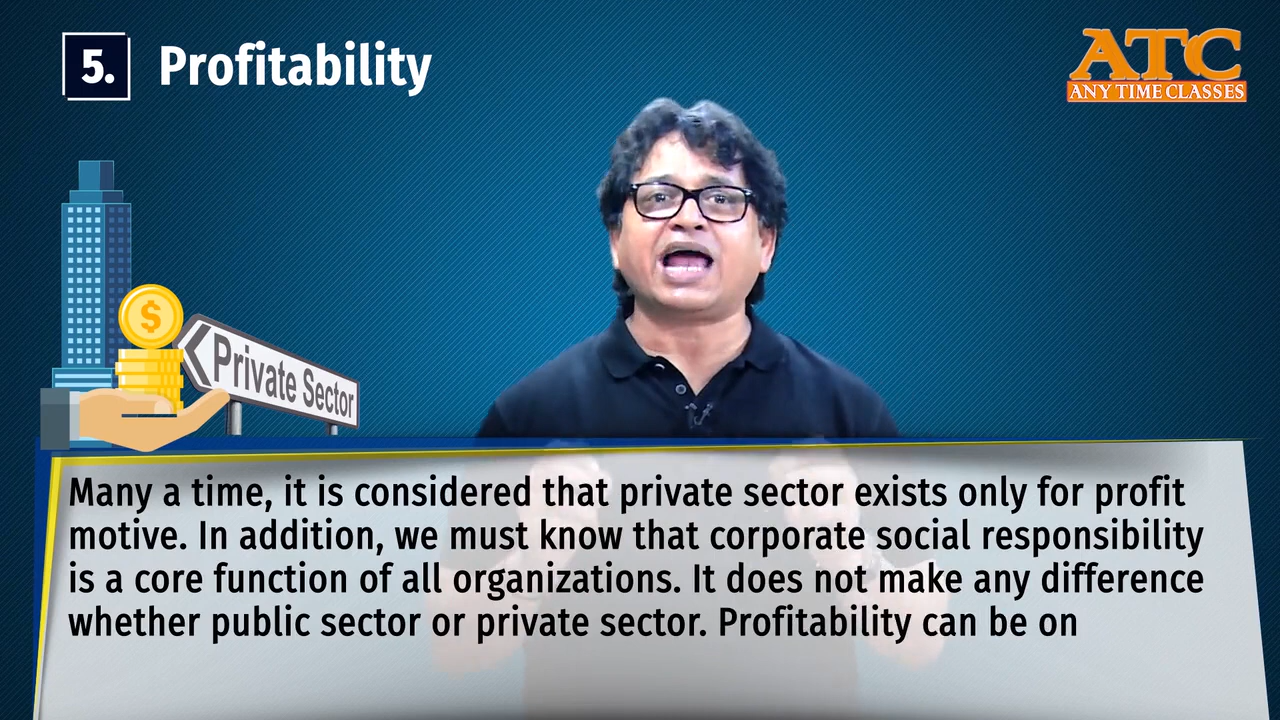 5. Profitability
ATC
ANY TIME CLASSES
$
Private Sector
Many a time, it is considered that private sector exists only for profit
motive. In addition, we must know that corporate social responsibility
is a core function of all organizations. It does not make any difference
whether public sector or private sector. Profitability can be on